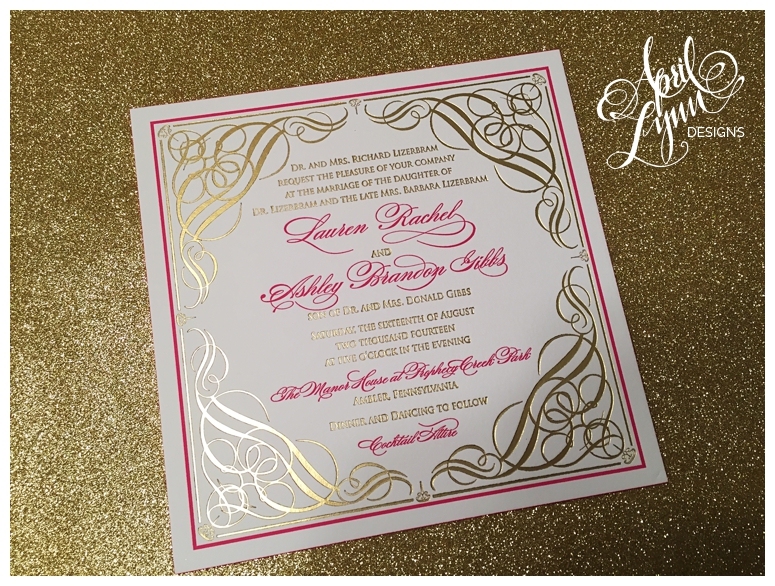 April
Lynn
DESIGNS
Dr. and Mrs. Richard Lizerbram
request the pleasure of your company
at the marriage of the daughter of
Dr. Lizerbram and the late Mrs. Barbara Lizerbram
Lauren Rachel
and
Ashley Brandon Gibbs
son of Dr. and Mrs. Donald Gibbs
Saturday, the sixteenth of August
two thousand fourteen
at five o'clock in the evening
The Manor House at Prophecy Creek Park
Ambler, Pennsylvania
Dinner and Dancing to follow
Cocktail Attire